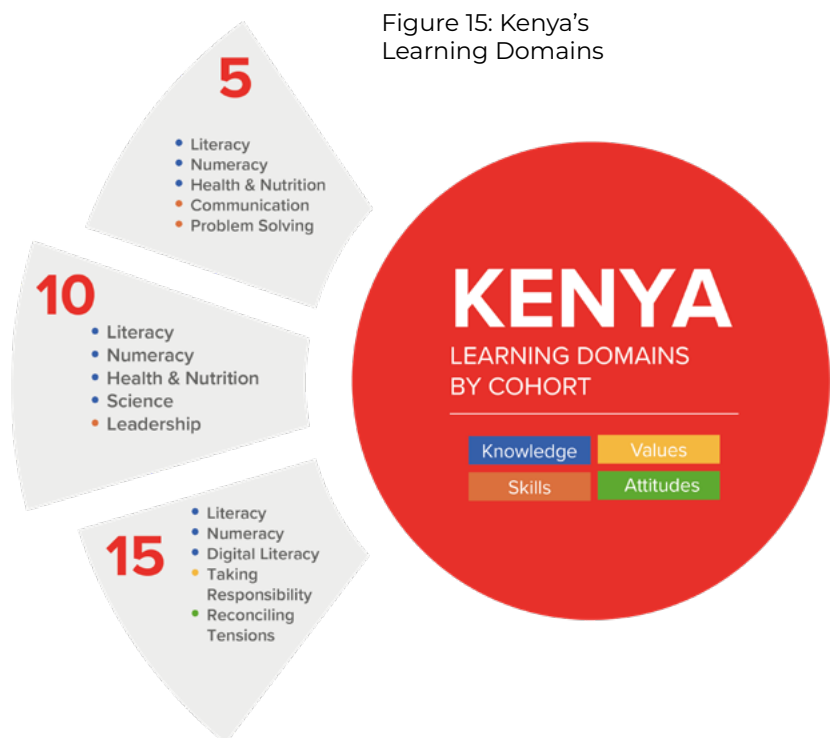 Figure 15: Kenya’s
Learning Domains
5
Literacy
Numeracy
Health & Nutrition
Communication
Problem Solving
10
Literacy
Numeracy
Health & Nutrition
Science
Leadership
15
Literacy
Numeracy
Digital Literacy
Taking
Responsibility
Reconciling
Tensions
KENYA
LEARNING DOMAINS
BY COHORT
Knowledge
Values
Skills
Attitudes